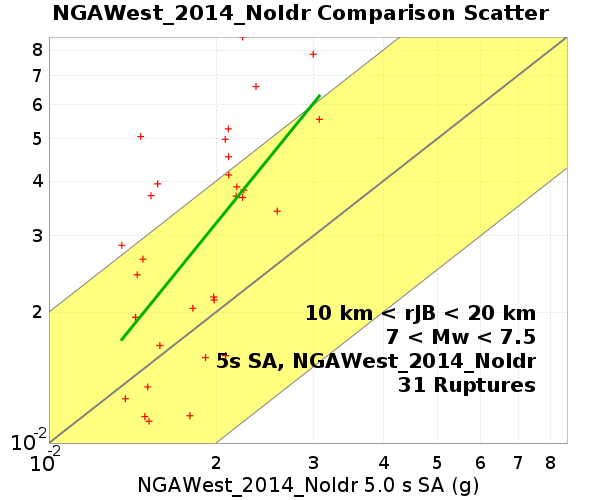 NGAWest_2014_NoIdr Comparison Scatter
8
7
6
5
4
3
2
10-2
10 km < rJB < 20 km
7 < Mw < 7.5
5s SA, NGAWest_2014_NoIdr
31 Ruptures
10-2 2 3 4 5 6 7 8
NGAWest_2014_NoIdr 5.0 s SA (g)